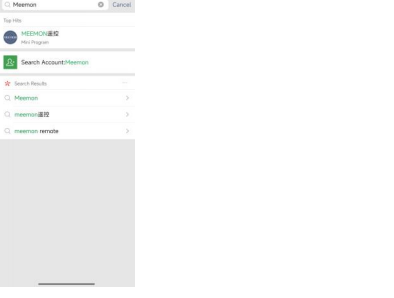 Meemon
Cancel
Top Hits
MEEMON遥控
Mini Program
Search Account:Meemon
Search Results
Meemon
meemon遥控
meemon remote